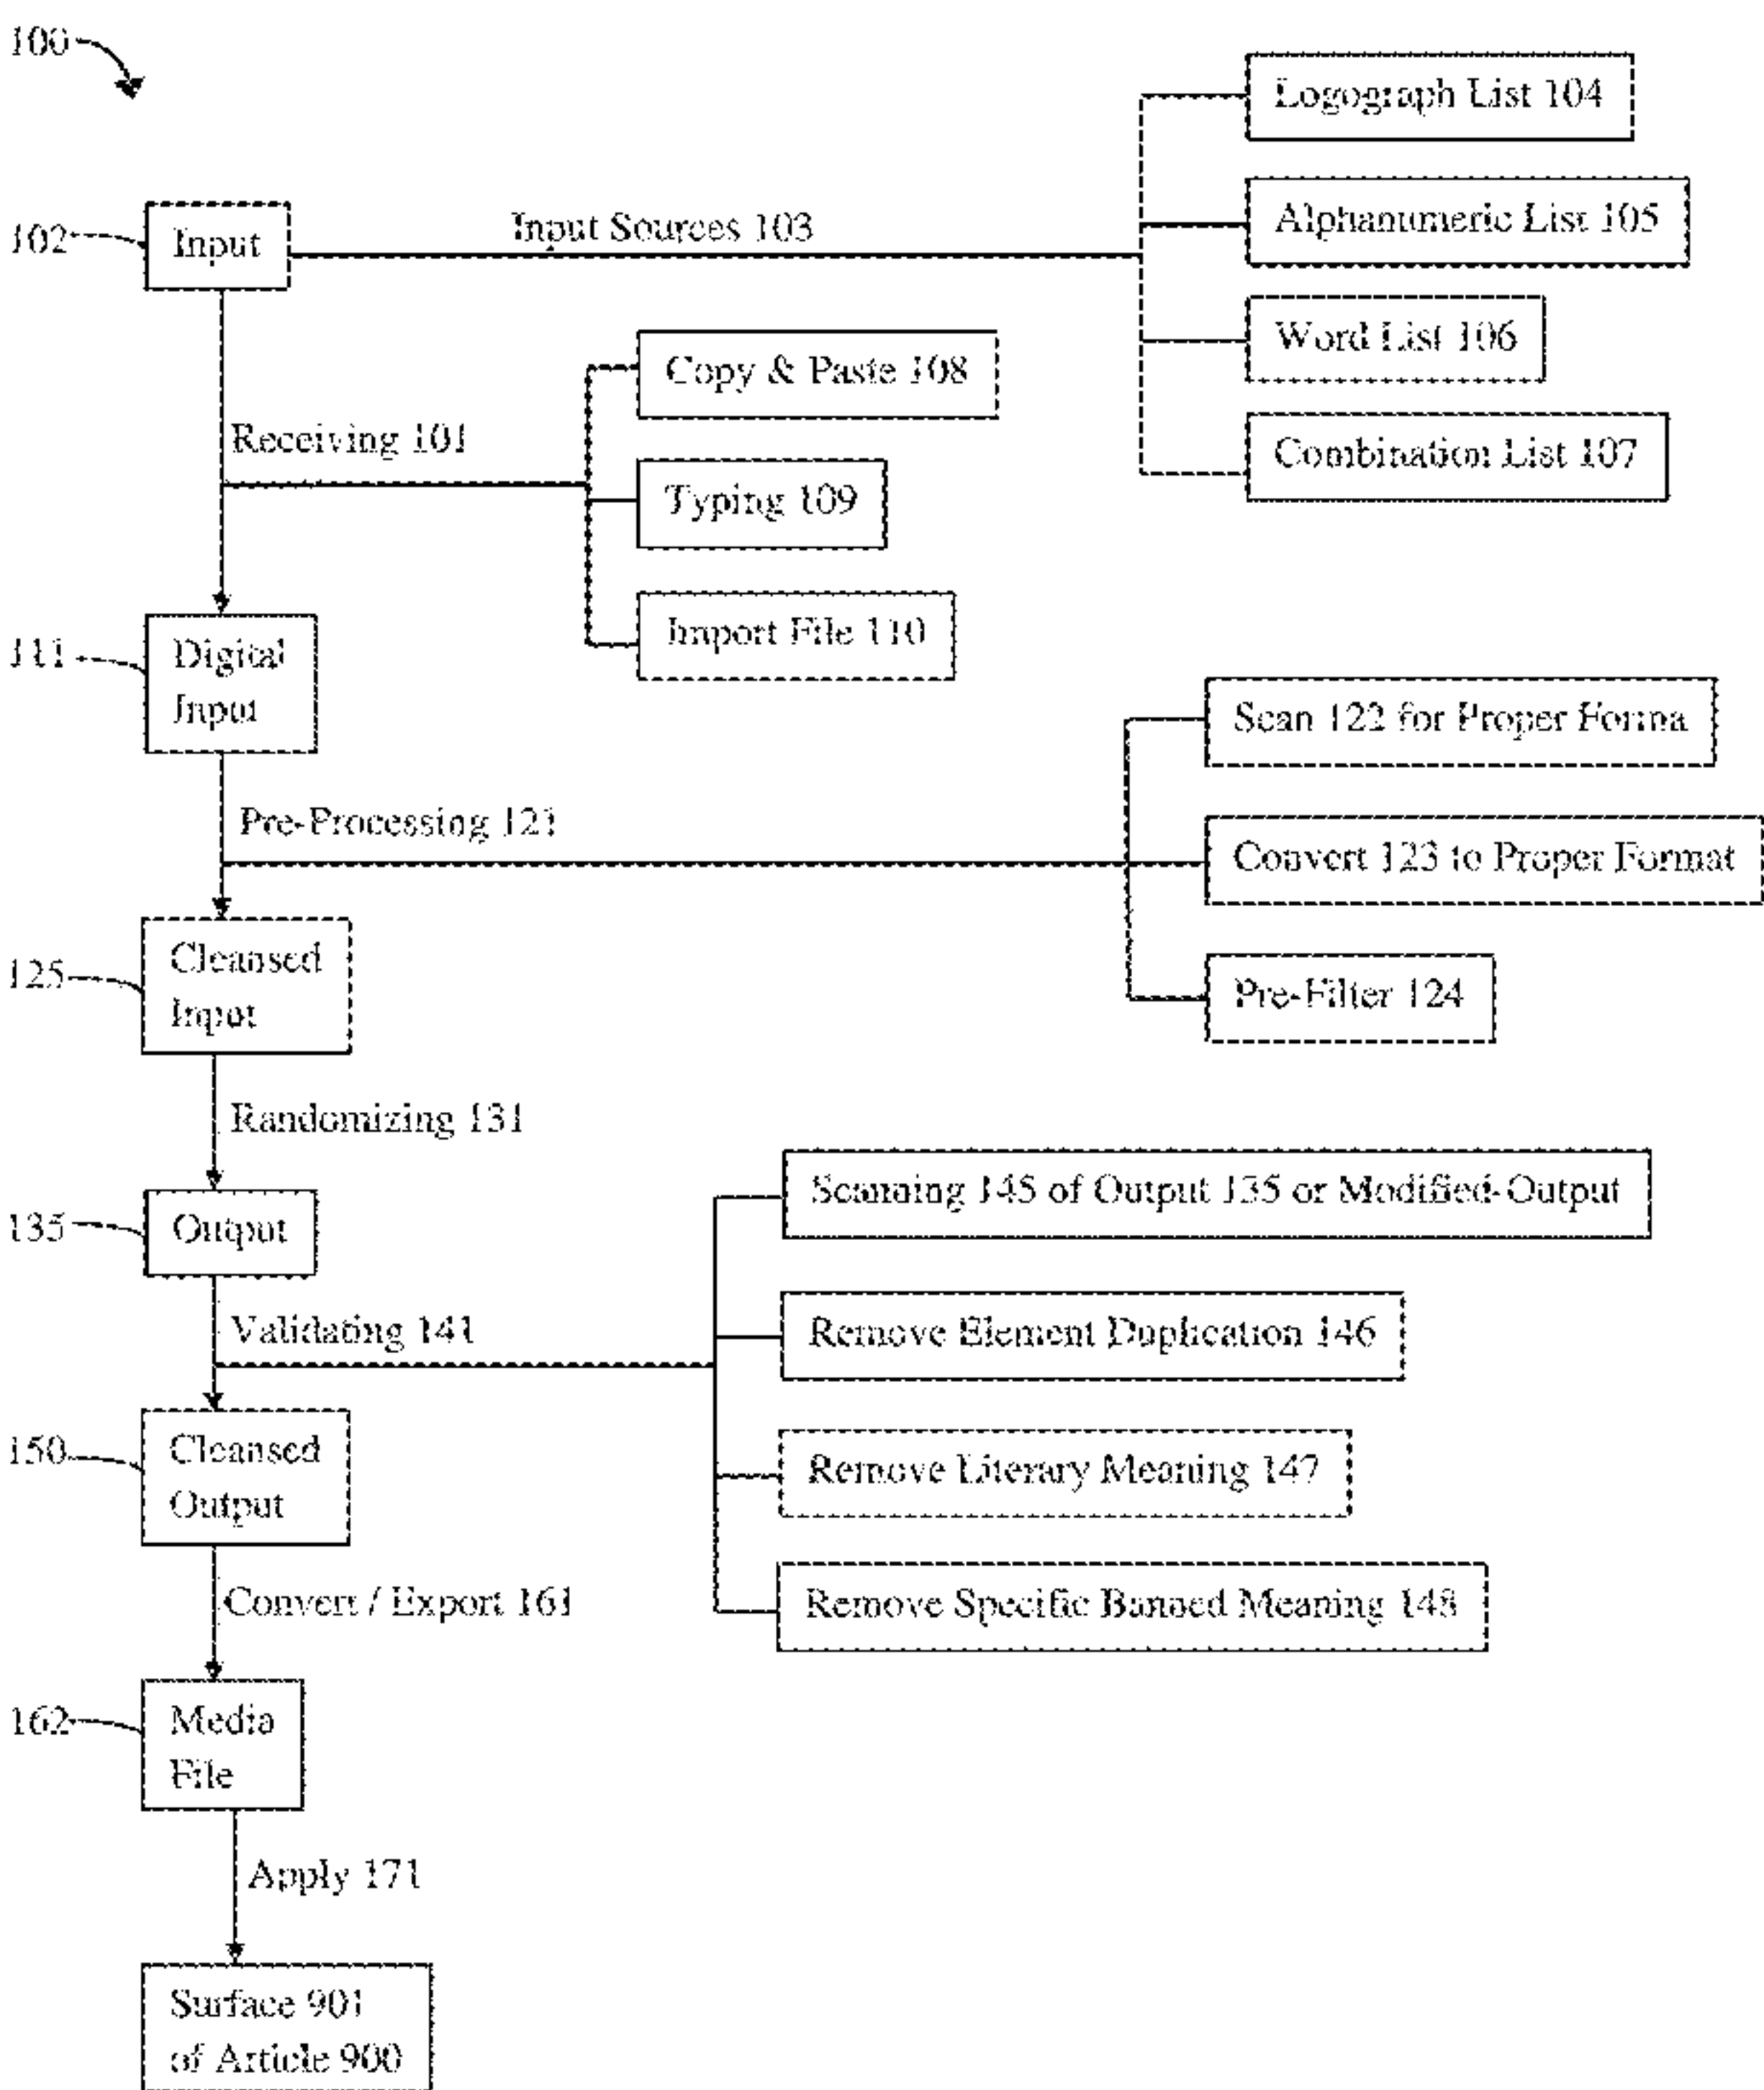 100
Logograph List 104
102
Input
Input Sources 103
Alphanumeric List 105
Word List 106
Copy & Paste 108
Receiving 101
Combination List 107
Typing 109
Import File 110
111
Digital
Input
Scan 122 for Proper Forma
Pre-Processing 121
Convert 123 to Proper Format
125
Cleansed
Input
Pre-Filter 124
Randomizing 131
Scanning 145 of Output 135 or Modified-Output
135
Output
Validating 141
Remove Element Duplication 146
150
Cleansed
Output
Remove Literary Meaning 147
Convert / Export 161
Remove Specific Banned Meaning 148
162
Media
File
Apply 171
Surface 901
of Article 900